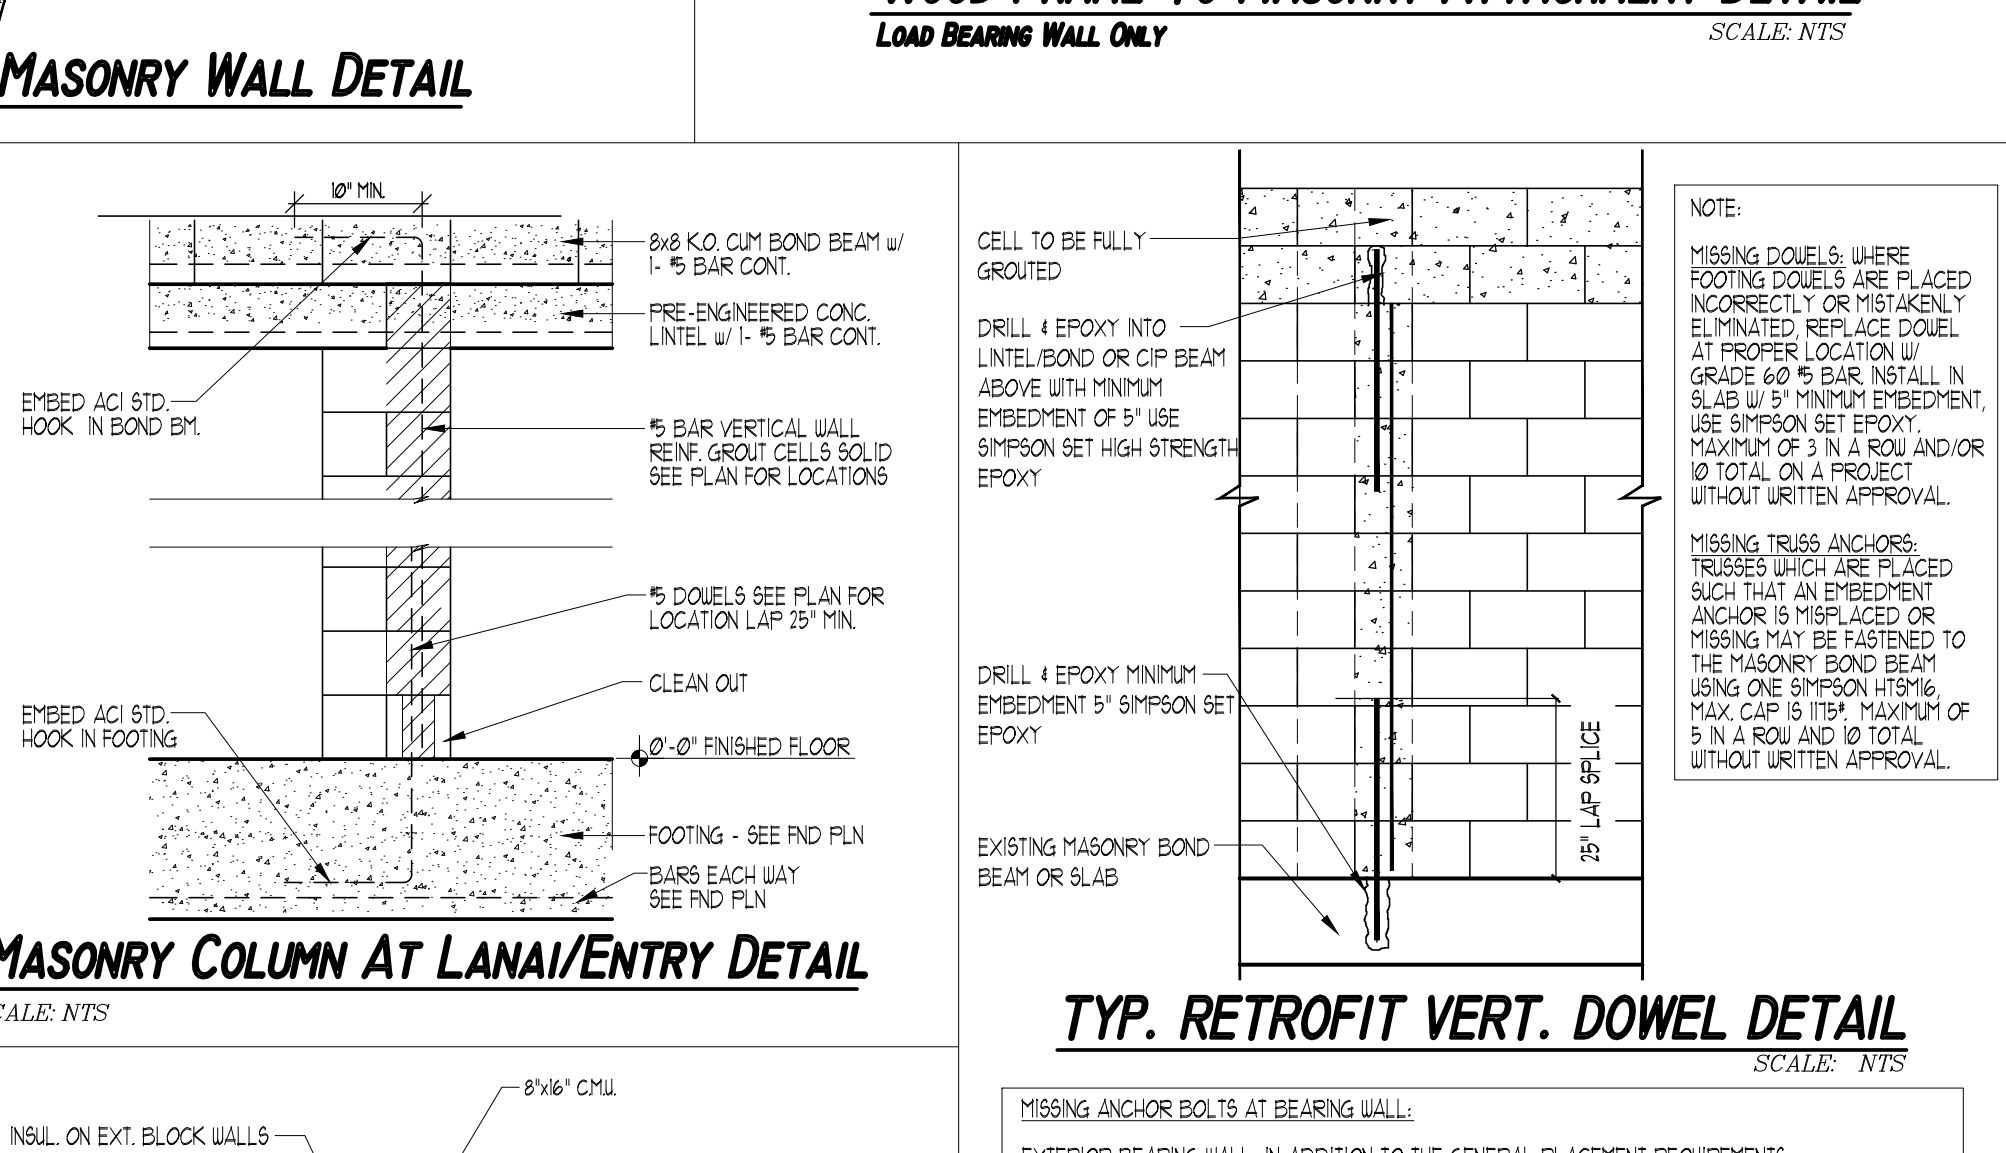 LOAD BEARING WALL ONLY
SCALE: NTS
MASONRY WALL DETAIL
10" MIN.
8x8 K.O. CUM BOND BEAM w/
1- #5 BAR CONT.
PRE-ENGINEERED CONC.
LINTEL w/ 1- #5 BAR CONT.
EMBED ACI STD.
HOOK IN BOND BM.
#5 BAR VERTICAL WALL
REINF. GROUT CELLS SOLID
SEE PLAN FOR LOCATIONS
#5 DOWELS SEE PLAN FOR
LOCATION LAP 25" MIN.
CLEAN OUT
EMBED ACI STD.
HOOK IN FOOTING
0'-0" FINISHED FLOOR
FOOTING - SEE FND PLN
BARS EACH WAY
SEE FND PLN
MASONRY COLUMN AT LANAI/ENTRY DETAIL
SCALE: NTS
CELL TO BE FULLY
GROUTED
DRILL & EPOXY INTO
LINTEL/BOND OR CIP BEAM
ABOVE WITH MINIMUM
EMBEDMENT OF 5" USE
SIMPSON SET HIGH STRENGTH
EPOXY
DRILL & EPOXY MINIMUM
EMBEDMENT 5" SIMPSON SET
EPOXY
EXISTING MASONRY BOND
BEAM OR SLAB
25" LAP SPLICE
NOTE:
MISSING DOWELS: WHERE
FOOTING DOWELS ARE PLACED
INCORRECTLY OR MISTAKENLY
ELIMINATED, REPLACE DOWEL
AT PROPER LOCATION W/
GRADE 60 #5 BAR. INSTALL IN
SLAB W/ 5" MINIMUM EMBEDMENT,
USE SIMPSON SET EPOXY.
MAXIMUM OF 3 IN A ROW AND/OR
10 TOTAL ON A PROJECT
WITHOUT WRITTEN APPROVAL.
MISSING TRUSS ANCHORS:
TRUSSES WHICH ARE PLACED
SUCH THAT AN EMBEDMENT
ANCHOR IS MISPLACED OR
MISSING MAY BE FASTENED TO
THE MASONRY BOND BEAM
USING ONE SIMPSON HTSM16,
MAX. CAP IS 1175#. MAXIMUM OF
5 IN A ROW AND 10 TOTAL
WITHOUT WRITTEN APPROVAL.
TYP. RETROFIT VERT. DOWEL DETAIL
SCALE: NTS
8"x16" C.M.U.
INSUL. ON EXT. BLOCK WALLS
MISSING ANCHOR BOLTS AT BEARING WALL: